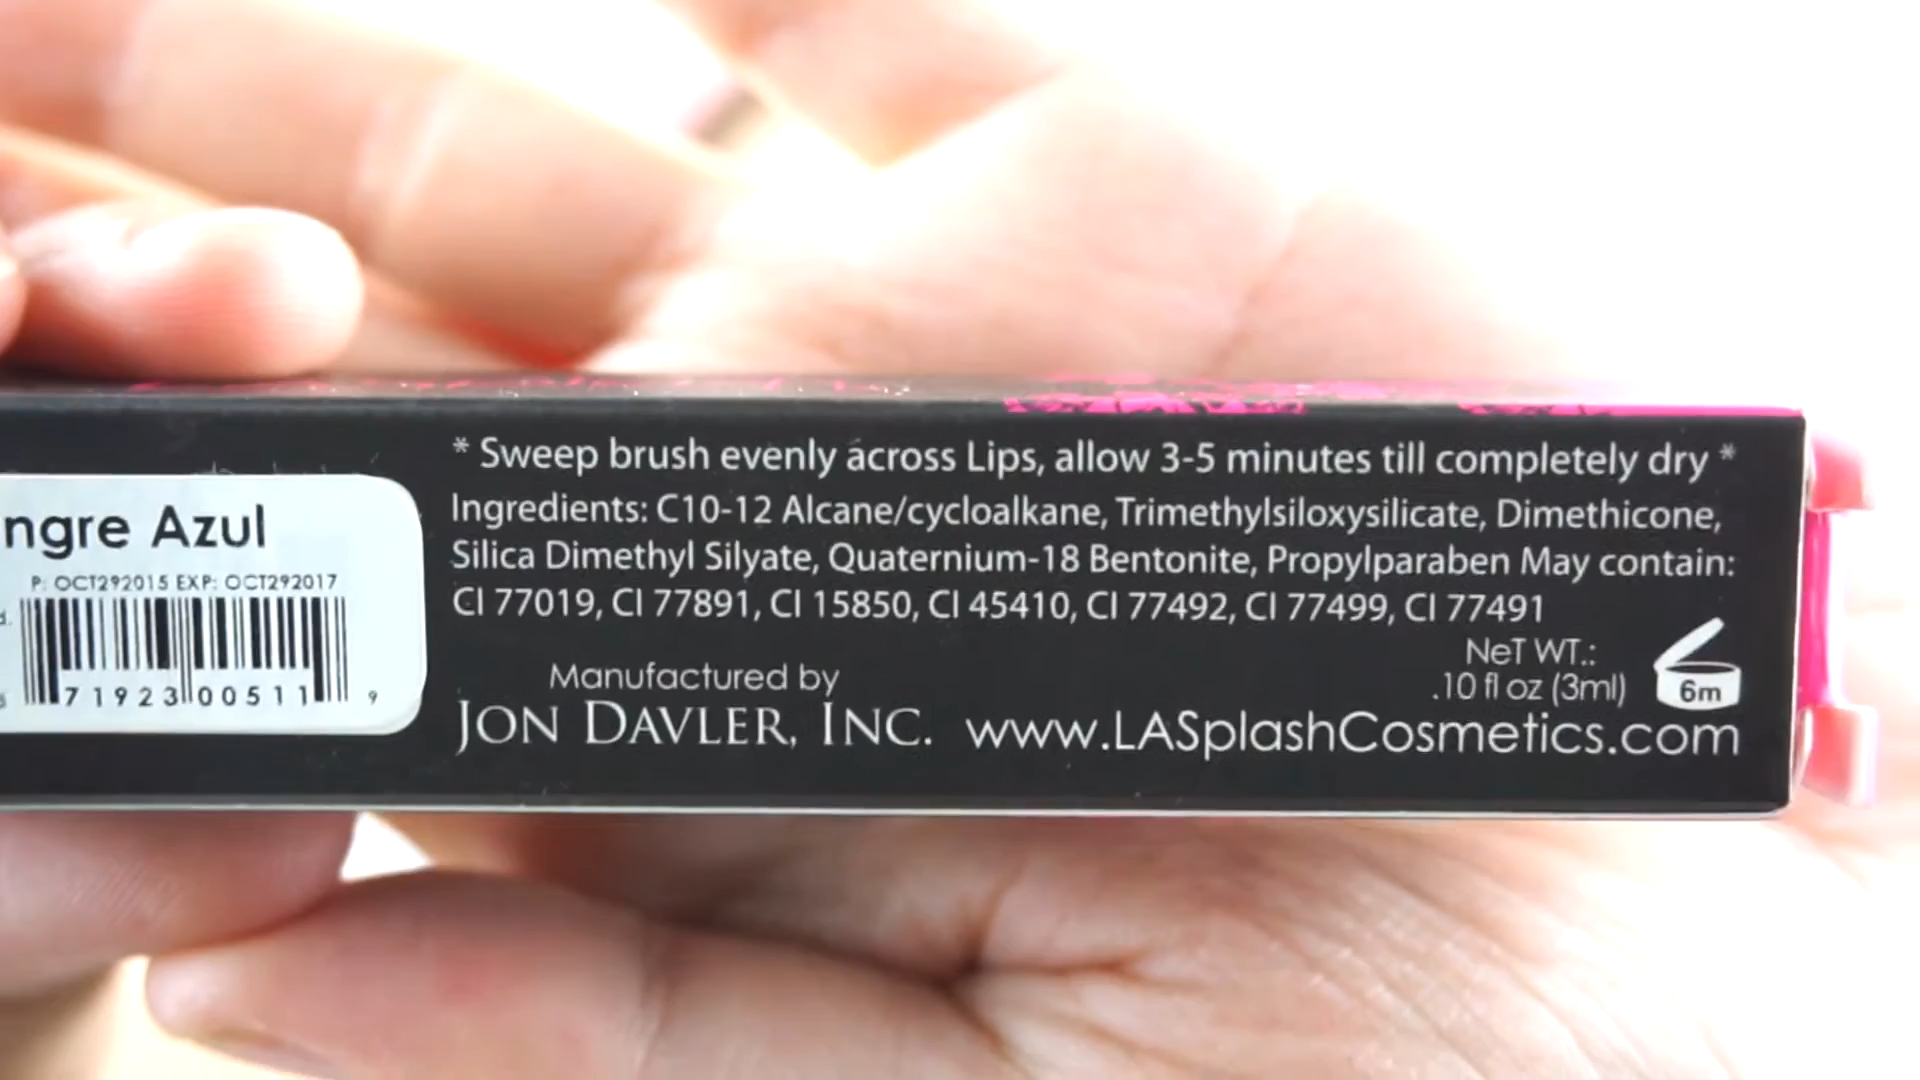 * Sweep brush evenly across Lips, allow 3-5 minutes till completely dry *
Ingredients: C10-12 Alcane/cycloalkane, Trimethylsiloxysilicate, Dimethicone,
Silica Dimethyl Silyate, Quaternium-18 Bentonite, Propylparaben May contain:
CI 77019, CI 77891, CI 15850, CI 45410, CI 77492, CI 77499, CI 77491
NeT WT.:
.10 fl oz (3ml)
6m
Manufactured by
JON DAVLER, INC.
www.LASplashCosmetics.com
ngre Azul
P: OCT292015 EXP: OCT292017
71923 00511 9